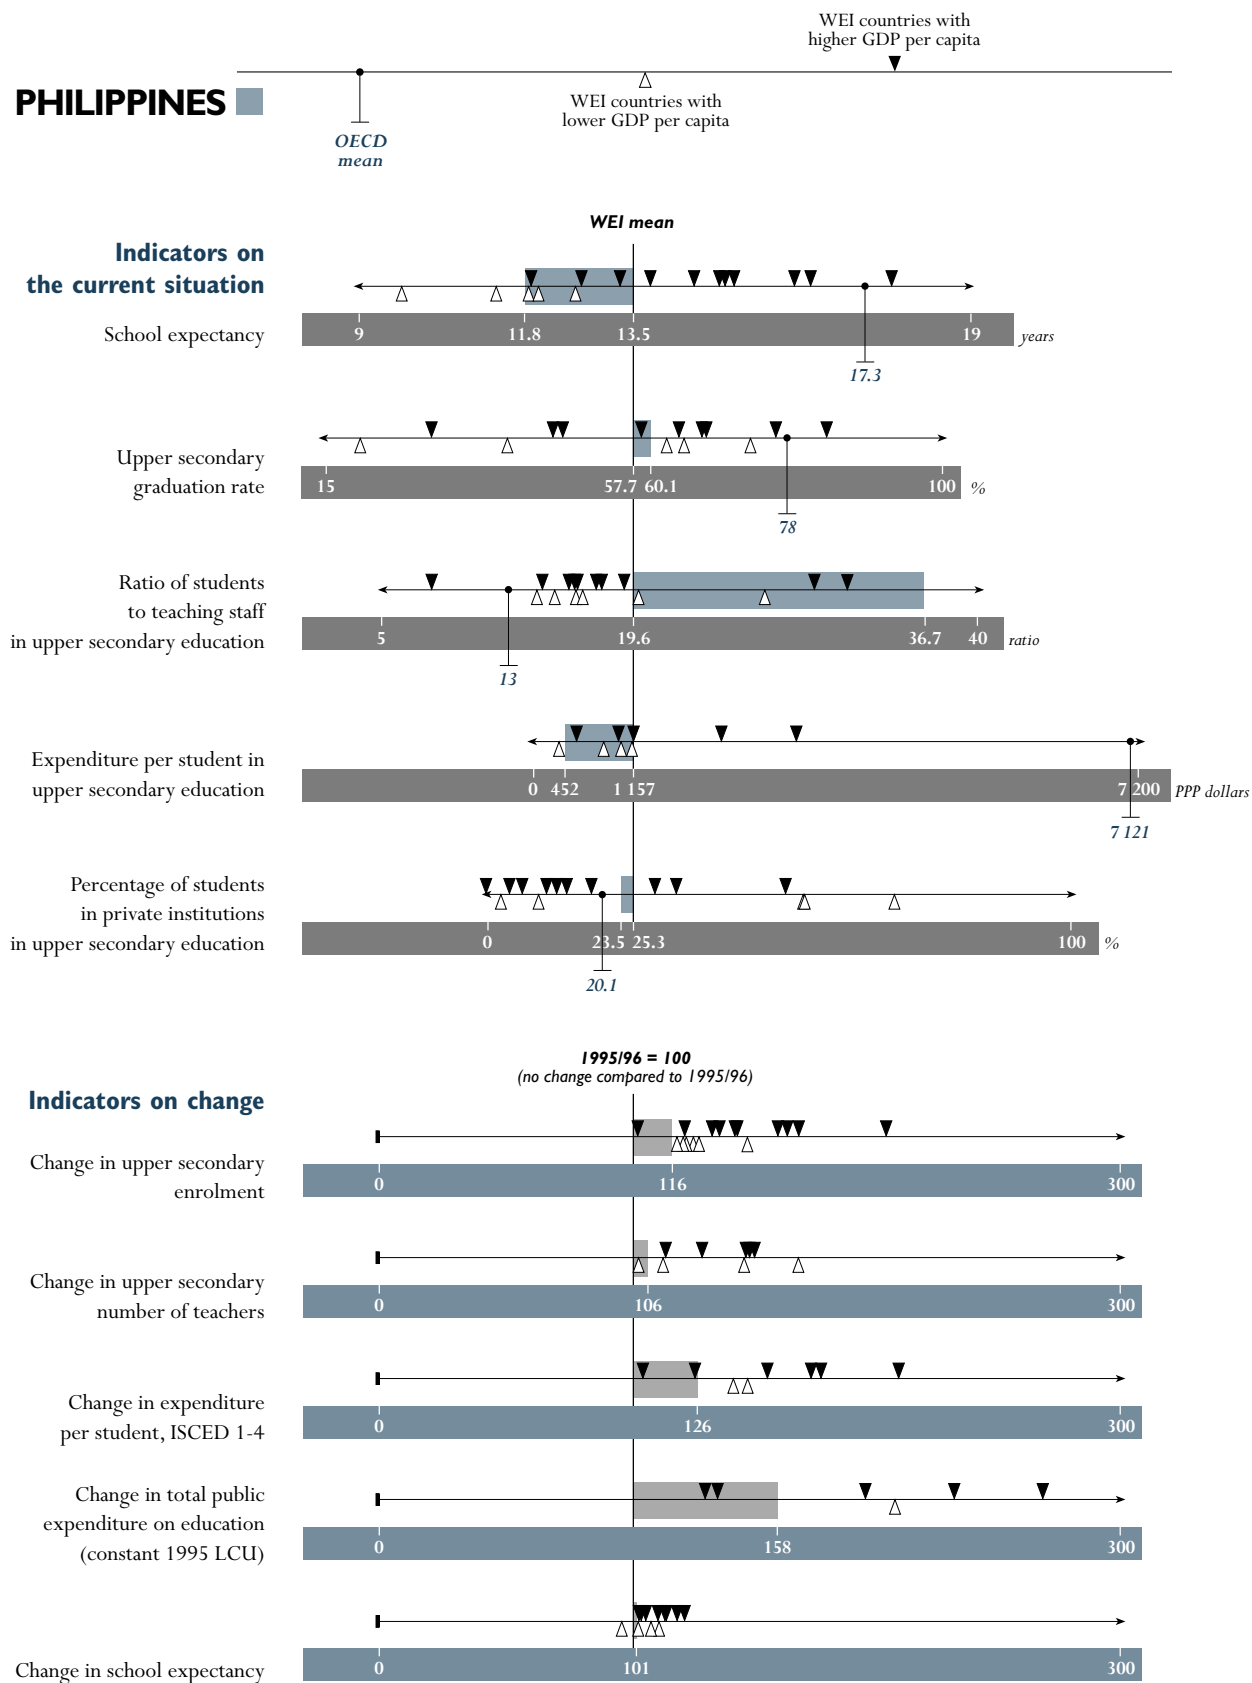 WEI countries with
higher GDP per capita
PHILIPPINES
WEI countries with
lower GDP per capita
OECD
mean
WEI mean
Indicators on
the current situation
School expectancy
9 11.8 13.5 19 years
17.3
Upper secondary
graduation rate
15 57.7 60.1 100 %
78
Ratio of students
to teaching staff
in upper secondary education
5 19.6 36.7 40 ratio
13
Expenditure per student in
upper secondary education
0 452 1 157 7 200 PPP dollars
7 121
Percentage of students
in private institutions
in upper secondary education
0 23.5 25.3 100 %
20.1
1995/96 = 100
(no change compared to 1995/96)
Indicators on change
Change in upper secondary
enrolment
0 116 300
Change in upper secondary
number of teachers
0 106 300
Change in expenditure
per student, ISCED 1-4
0 126 300
Change in total public
expenditure on education
(constant 1995 LCU)
0 158 300
Change in school expectancy
0 101 300